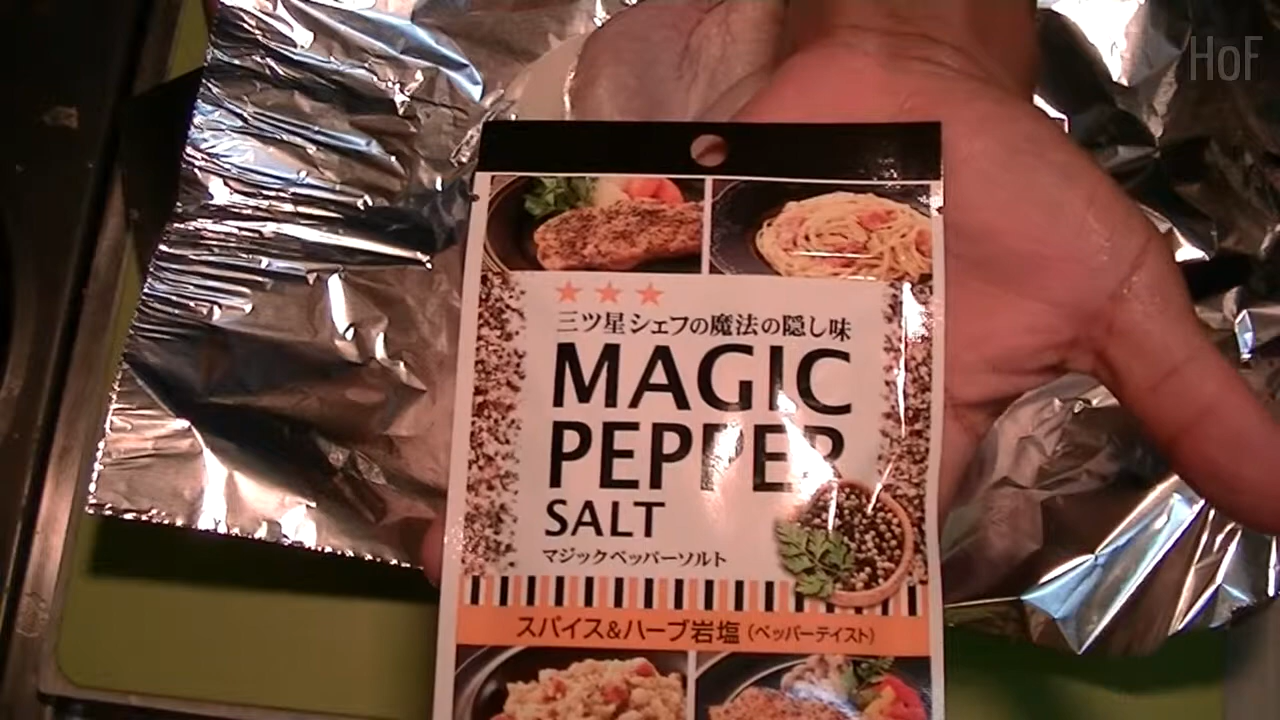 HoF
三ツ星シェフの魔法の隠し味
MAGIC
PEPPER
SALT
マジックペッパーソルト
スパイス&ハーブ岩塩(ペッパーテイスト)